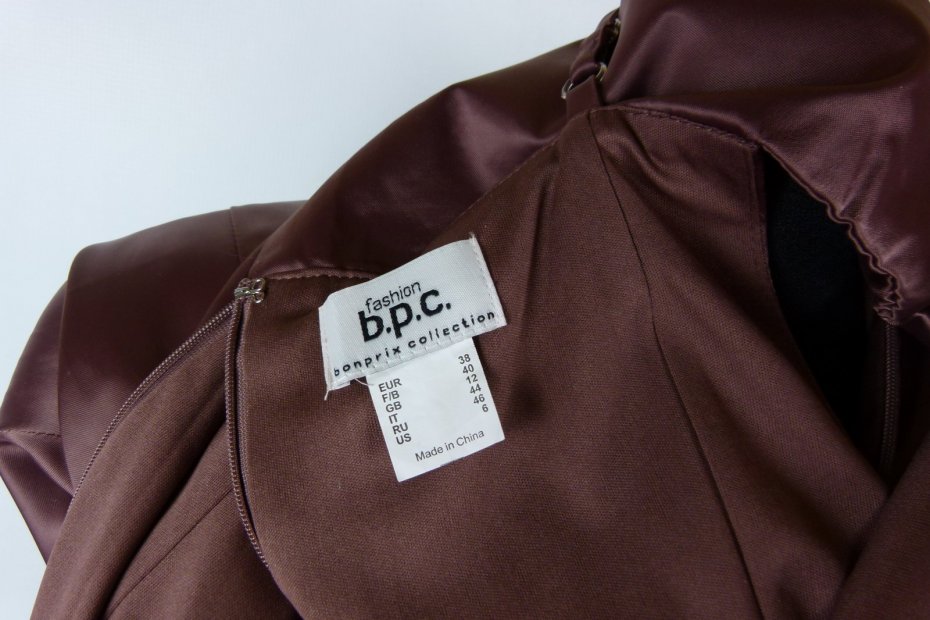 fashion
b.p.c.
bonprix collection
EUR 38
F/B 40
GB 12
IT 44
RU 46
US 6
Made in China